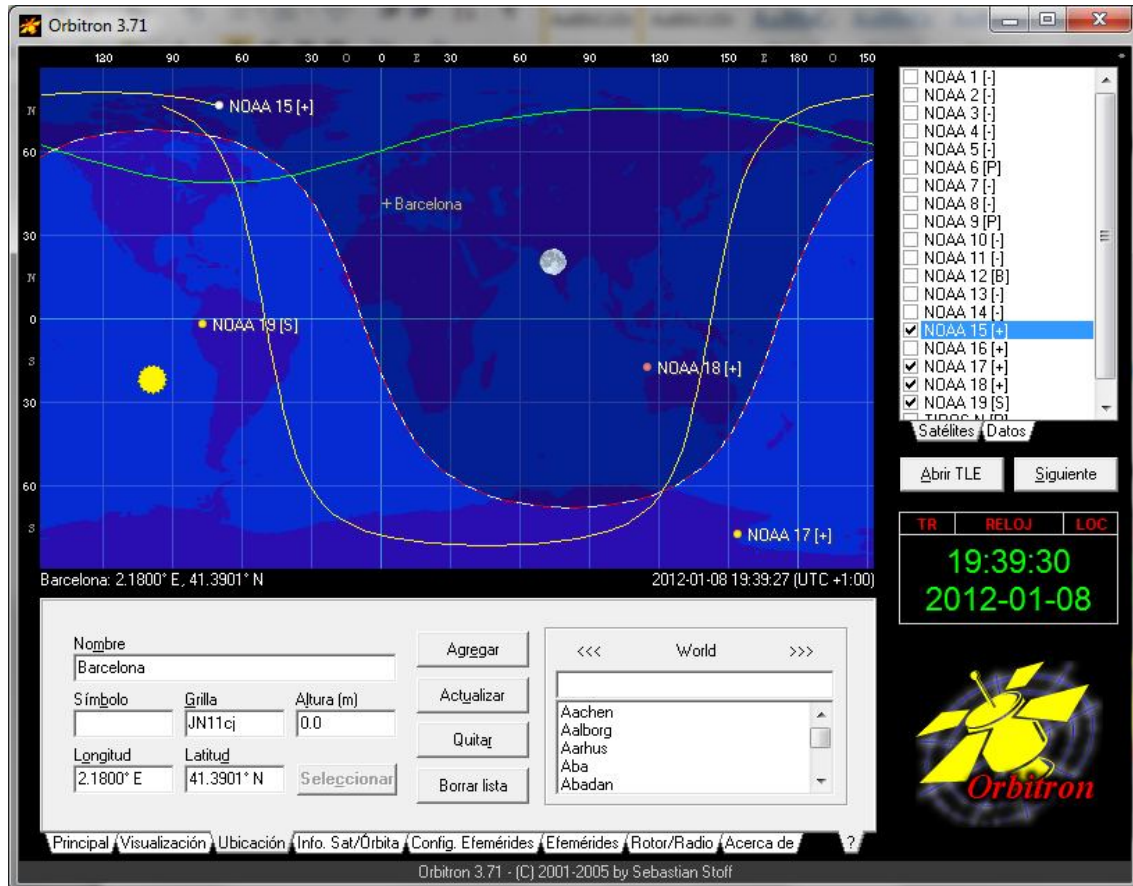 Orbitron 3.71
120 90 60 30 O 0 E 30 60 90 120 150 E 180 O 150
N
60
30
N
0
S
30
60
S
NOAA 15 [+]
+ Barcelona
NOAA 19 [S]
NOAA 18 [+]
NOAA 17 [+]
Barcelona: 2.1800° E, 41.3901° N
2012-01-08 19:39:27 (UTC +1:00)
NOAA 1 [-]
NOAA 2 [-]
NOAA 3 [-]
NOAA 4 [-]
NOAA 5 [-]
NOAA 6 [P]
NOAA 7 [-]
NOAA 8 [-]
NOAA 9 [P]
NOAA 10 [-]
NOAA 11 [-]
NOAA 12 [B]
NOAA 13 [-]
NOAA 14 [-]
NOAA 15 [+]
NOAA 16 [+]
NOAA 17 [+]
NOAA 18 [+]
NOAA 19 [S]
TIROS N [P]
Satélites Datos
Abrir TLE Siguiente
TR RELOJ LOC
19:39:30
2012-01-08
Orbitron
Nombre
Barcelona
Símbolo Grilla Altura (m)
JN11cj 0.0
Longitud Latitud
2.1800° E 41.3901° N Seleccionar
Agregar
Actualizar
Quitar
Borrar lista
<<< World >>>
Aachen
Aalborg
Aarhus
Aba
Abadan
Principal Visualización Ubicación Info. Sat/Órbita Config. Efemérides Efemérides Rotor/Radio Acerca de ?
Orbitron 3.71 - (C) 2001-2005 by Sebastian Stoff